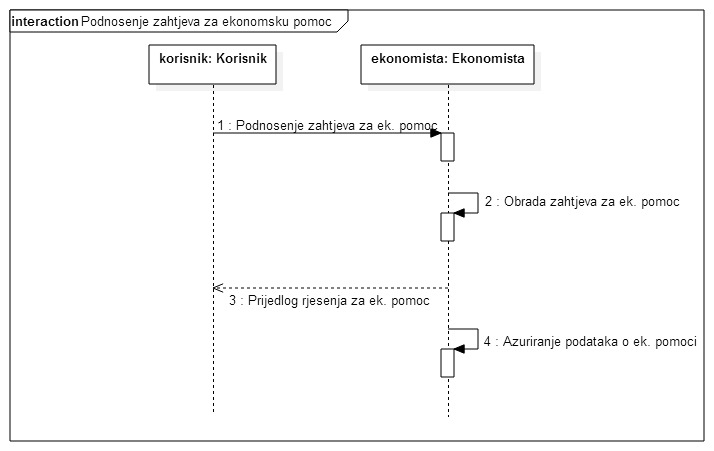 interaction Podnosenje zahtjeva za ekonomsku pomoc
korisnik: Korisnik
ekonomista: Ekonomista
1 : Podnosenje zahtjeva za ek. pomoc
2 : Obrada zahtjeva za ek. pomoc
3 : Prijedlog rjesenja za ek. pomoc
4 : Azuriranje podataka o ek. pomoci